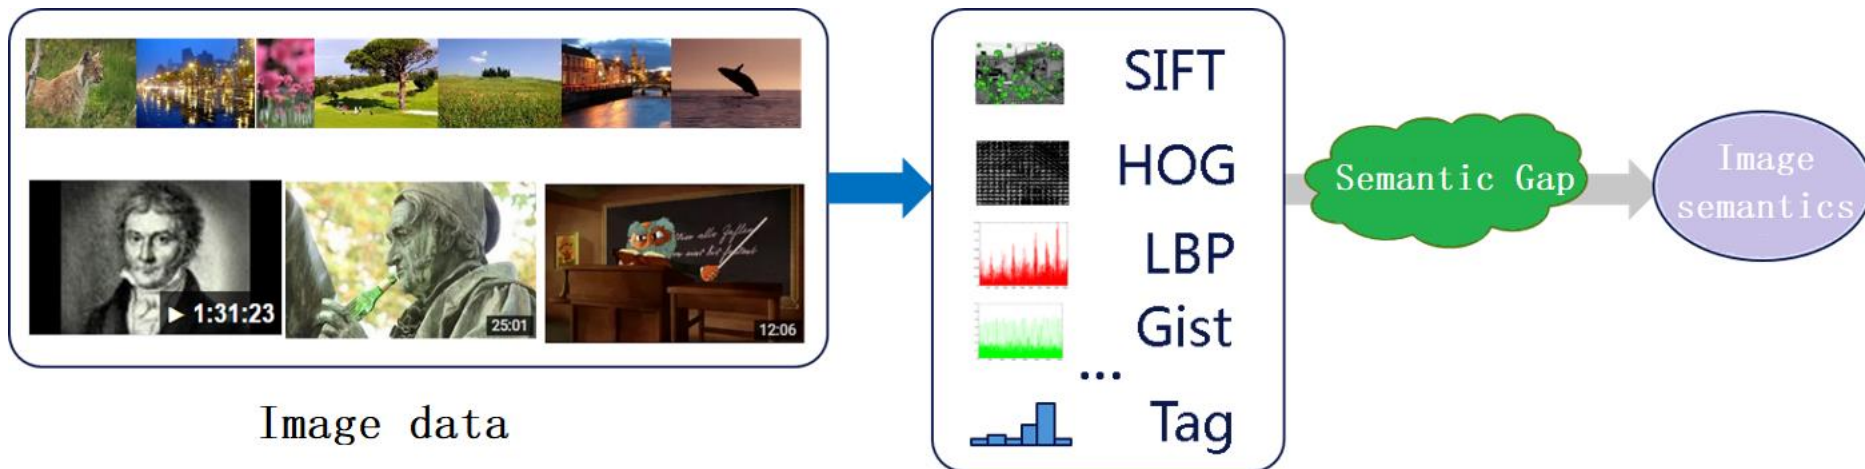 ▶ 1:31:23
25:01
12:06
Image data
SIFT
HOG
LBP
Gist
...
Tag
Semantic Gap
Image
semantics